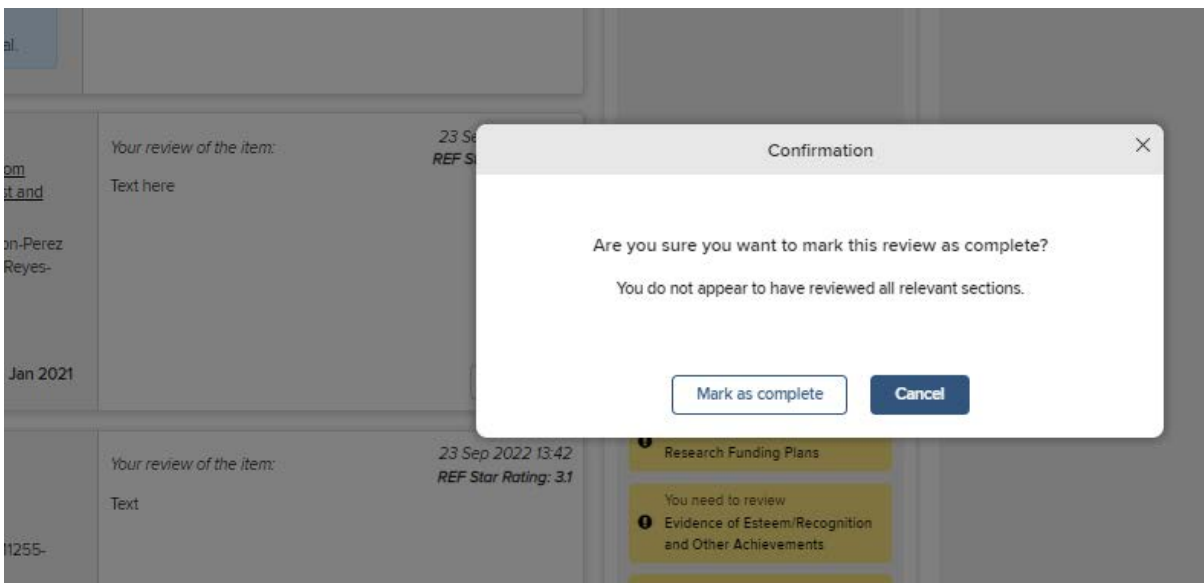 al.
om
st and
on-Perez
Reyes-
Jan 2021
Your review of the item:
23 Se
REF S
Text here
Confirmation
Are you sure you want to mark this review as complete?
You do not appear to have reviewed all relevant sections.
Mark as complete
Cancel
11255-
Your review of the item:
23 Sep 2022 13:42
REF Star Rating: 3.1
Text
Research Funding Plans
You need to review
Evidence of Esteem/Recognition
and Other Achievements